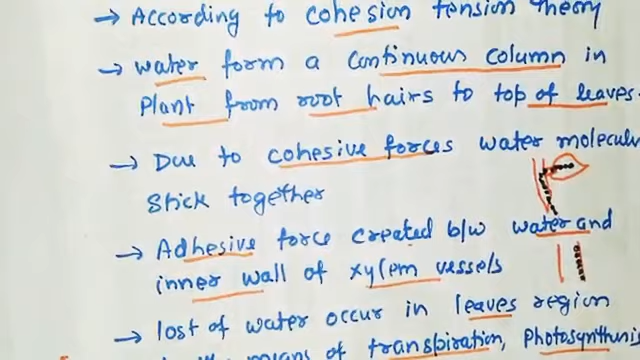 → According to cohesion tension theory
→ water form a continuous column in
plant from root hairs to top of leaves.
→ Due to cohesive forces water molecul
stick together
→ Adhesive force created b/w water and
inner wall of xylem vessels
→ lost of water occur in leaves region
means of transpiration, Photosynthesis